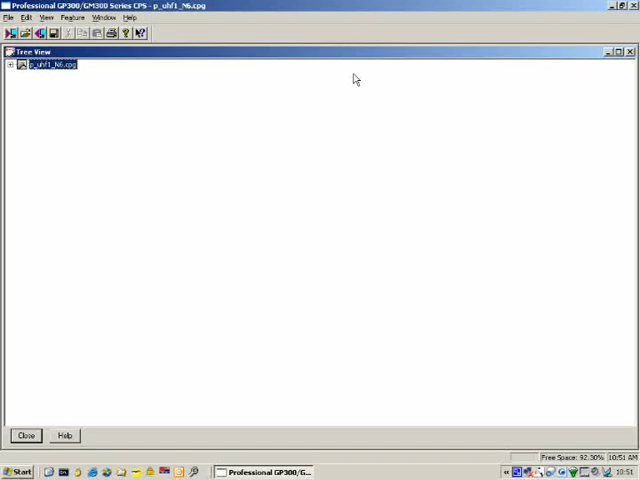 Professional GP300/GM300 Series CPS - p_uhf1_N6.cpg
File Edit View Feature Window Help
Tree View
p_uhf1_N6.cpg
Close Help
Free Space: 92.30% 10:51 AM
Start Professional GP300/G... 10:51